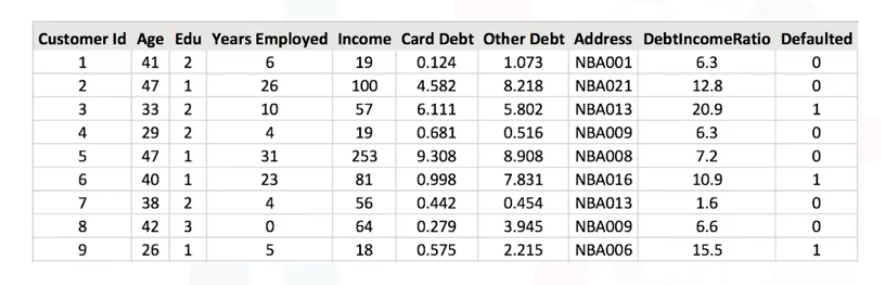 Customer Id Age Edu Years Employed Income Card Debt Other Debt Address DebtIncomeRatio Defaulted
1 41 2 6 19 0.124 1.073 NBA001 6.3 0
2 47 1 26 100 4.582 8.218 NBA021 12.8 0
3 33 2 10 57 6.111 5.802 NBA013 20.9 1
4 29 2 4 19 0.681 0.516 NBA009 6.3 0
5 47 1 31 253 9.308 8.908 NBA008 7.2 0
6 40 1 23 81 0.998 7.831 NBA016 10.9 1
7 38 2 4 56 0.442 0.454 NBA013 1.6 0
8 42 3 0 64 0.279 3.945 NBA009 6.6 0
9 26 1 5 18 0.575 2.215 NBA006 15.5 1